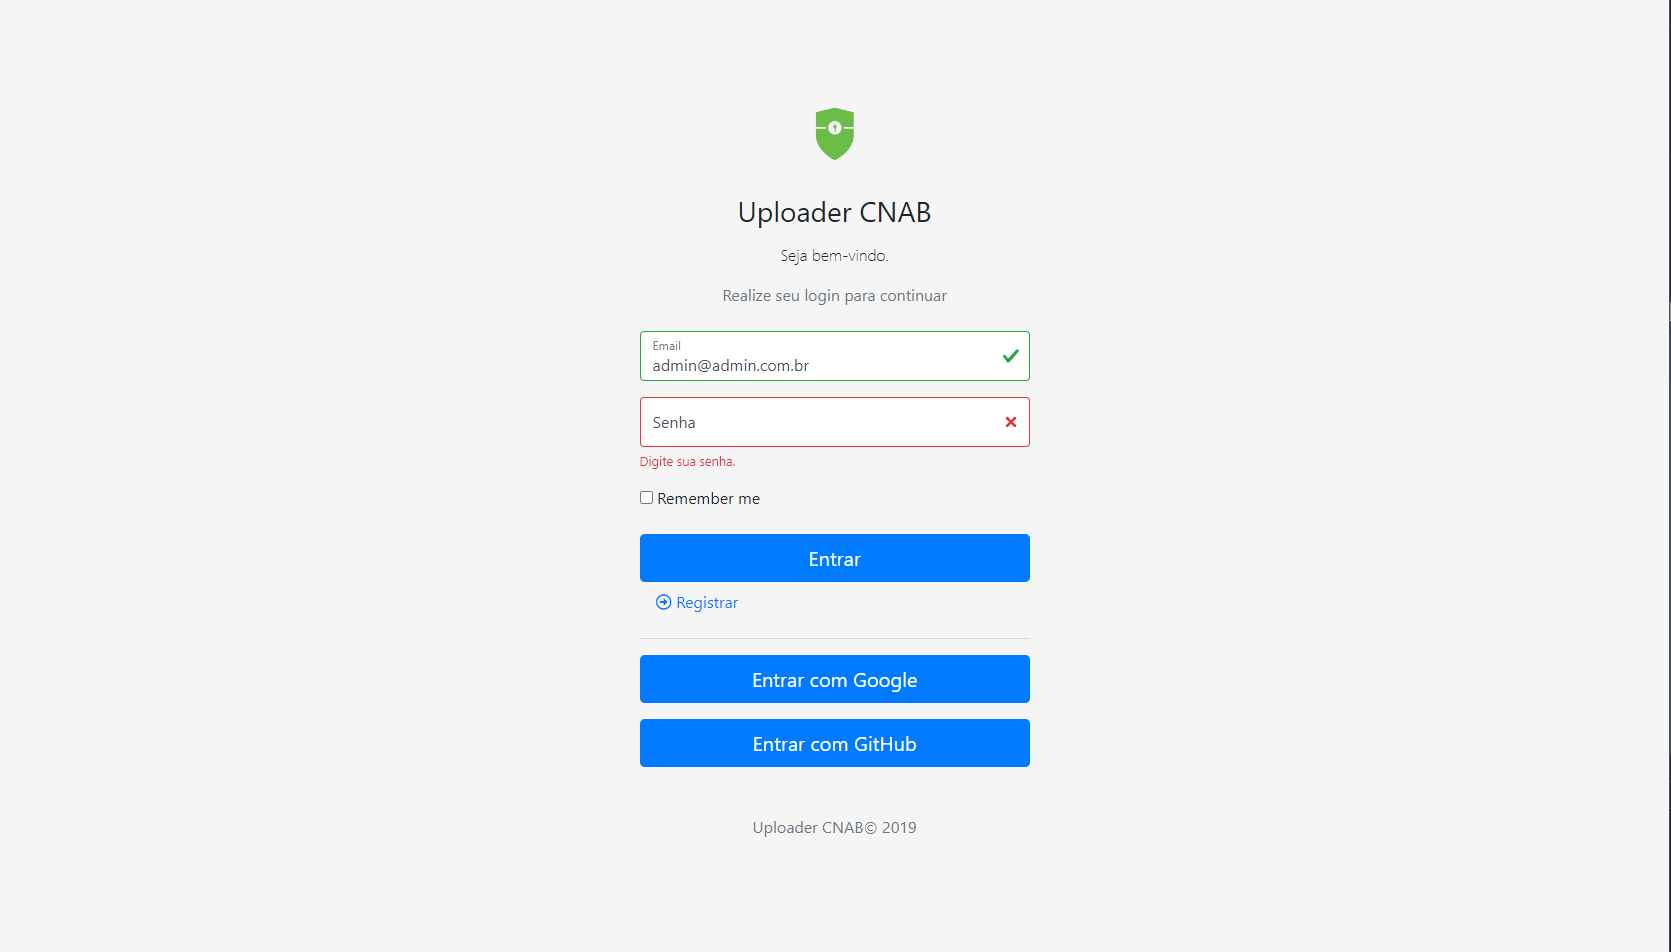 Uploader CNAB
Seja bem-vindo.
Realize seu login para continuar
Email
admin@admin.com.br
Senha
Digite sua senha.
Remember me
Entrar
Registrar
Entrar com Google
Entrar com GitHub
Uploader CNAB© 2019